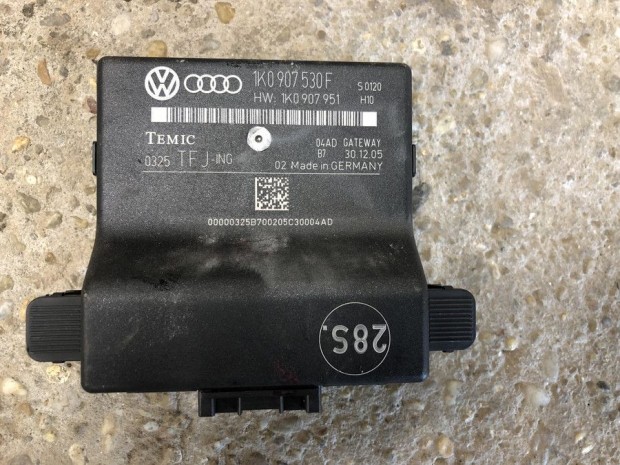 1K0 907 530 F
S 0120
HW: 1K0 907 951
H10
TEMIC
04AD GATEWAY
0325 TFJ-ING
B7 30.12.05
02 Made in GERMANY
00000325B700205C30004AD
28S.